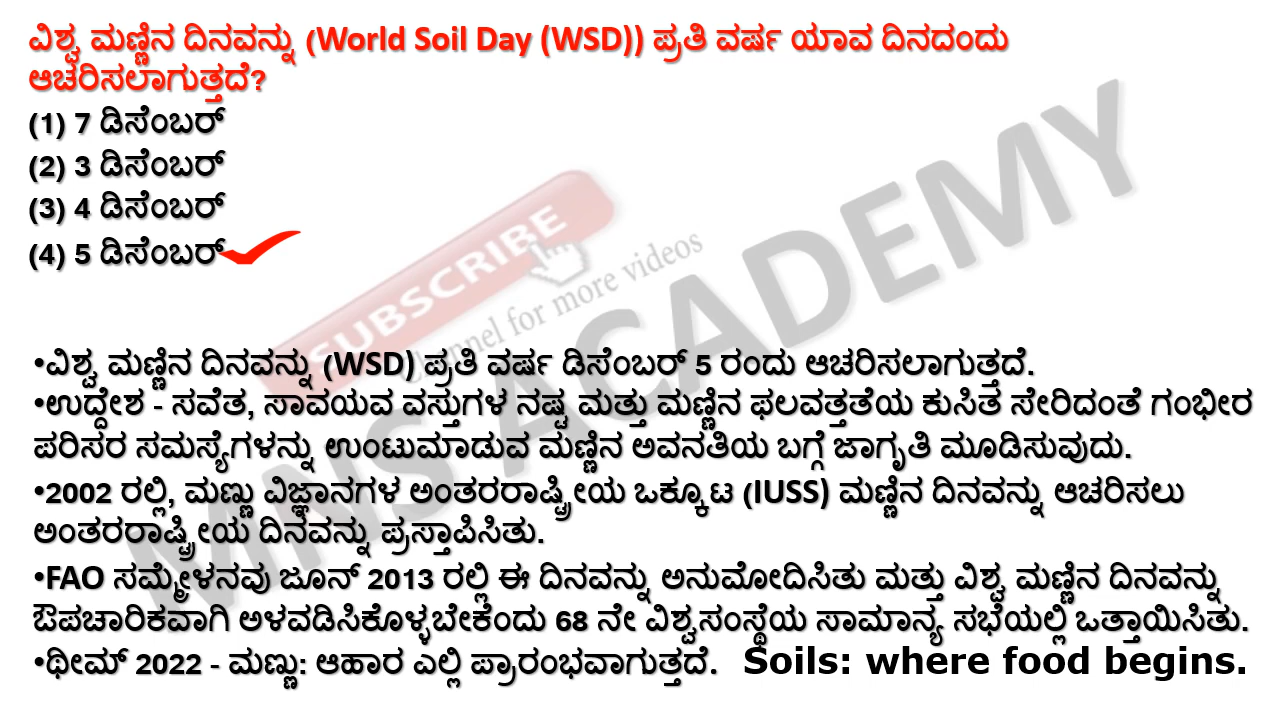 ವಿಶ್ವ ಮಣ್ಣಿನ ದಿನವನ್ನು (World Soil Day (WSD)) ಪ್ರತಿ ವರ್ಷ ಯಾವ ದಿನದಂದು
ಆಚರಿಸಲಾಗುತ್ತದೆ?
(1) 7 ಡಿಸೆಂಬರ್
(2) 3 ಡಿಸೆಂಬರ್
(3) 4 ಡಿಸೆಂಬರ್
(4) 5 ಡಿಸೆಂಬರ್
SUBSCRIBE
channel for more videos
MNS ACADEMY
•ವಿಶ್ವ ಮಣ್ಣಿನ ದಿನವನ್ನು (WSD) ಪ್ರತಿ ವರ್ಷ ಡಿಸೆಂಬರ್ 5 ರಂದು ಆಚರಿಸಲಾಗುತ್ತದೆ.
•ಉದ್ದೇಶ - ಸವೆತ, ಸಾವಯವ ವಸ್ತುಗಳ ನಷ್ಟ ಮತ್ತು ಮಣ್ಣಿನ ಫಲವತ್ತತೆಯ ಕುಸಿತ ಸೇರಿದಂತೆ ಗಂಭೀರ
ಪರಿಸರ ಸಮಸ್ಯೆಗಳನ್ನು ಉಂಟುಮಾಡುವ ಮಣ್ಣಿನ ಅವನತಿಯ ಬಗ್ಗೆ ಜಾಗೃತಿ ಮೂಡಿಸುವುದು.
•2002 ರಲ್ಲಿ, ಮಣ್ಣು ವಿಜ್ಞಾನಗಳ ಅಂತರರಾಷ್ಟ್ರೀಯ ಒಕ್ಕೂಟ (IUSS) ಮಣ್ಣಿನ ದಿನವನ್ನು ಆಚರಿಸಲು
ಅಂತರರಾಷ್ಟ್ರೀಯ ದಿನವನ್ನು ಪ್ರಸ್ತಾಪಿಸಿತು.
•FAO ಸಮ್ಮೇಳನವು ಜೂನ್ 2013 ರಲ್ಲಿ ಈ ದಿನವನ್ನು ಅನುಮೋದಿಸಿತು ಮತ್ತು ವಿಶ್ವ ಮಣ್ಣಿನ ದಿನವನ್ನು
ಔಪಚಾರಿಕವಾಗಿ ಅಳವಡಿಸಿಕೊಳ್ಳಬೇಕೆಂದು 68 ನೇ ವಿಶ್ವಸಂಸ್ಥೆಯ ಸಾಮಾನ್ಯ ಸಭೆಯಲ್ಲಿ ಒತ್ತಾಯಿಸಿತು.
•ಥೀಮ್ 2022 - ಮಣ್ಣು: ಆಹಾರ ಎಲ್ಲಿ ಪ್ರಾರಂಭವಾಗುತ್ತದೆ. Soils: where food begins.